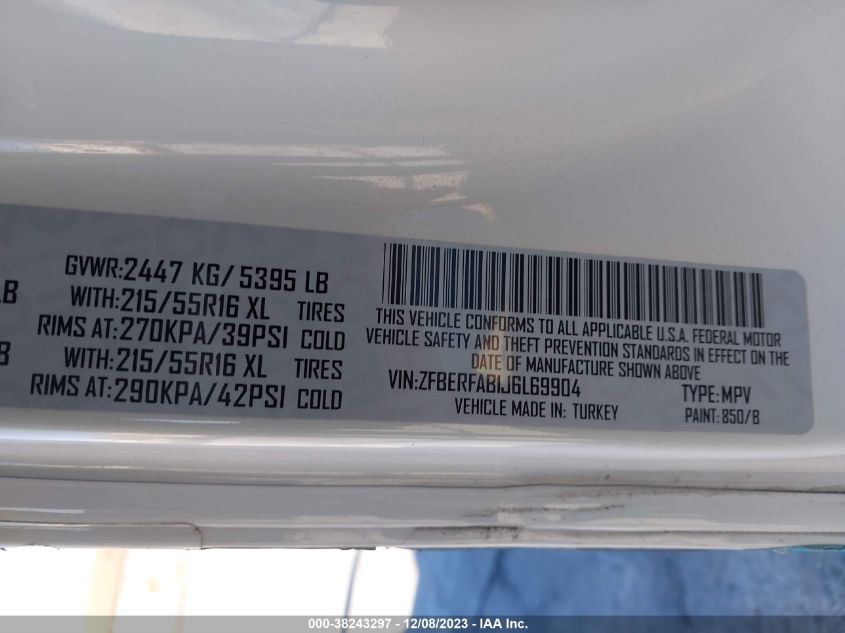 GVWR:2447 KG/ 5395 LB
LB WITH:215/55R16 XL TIRES
RIMS AT:270KPA/39PSI COLD
B WITH:215/55R16 XL TIRES
RIMS AT:290KPA/42PSI COLD
THIS VEHICLE CONFORMS TO ALL APPLICABLE U.S.A. FEDERAL MOTOR
VEHICLE SAFETY AND THEFT PREVENTION STANDARDS IN EFFECT ON THE
DATE OF MANUFACTURE SHOWN ABOVE
VIN:ZFBERFAB1J6L69904 TYPE:MPV
VEHICLE MADE IN: TURKEY PAINT: 850/B
000-38243297 - 12/08/2023 - IAA Inc.